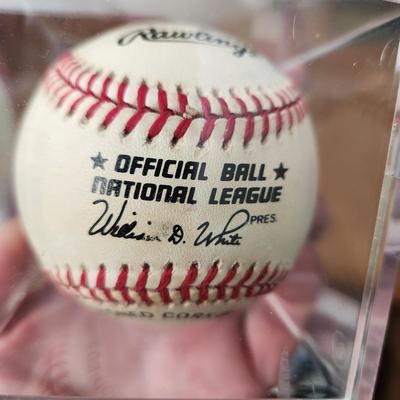 Rawlings
★ OFFICIAL BALL ★
NATIONAL LEAGUE
William D. White PRES.